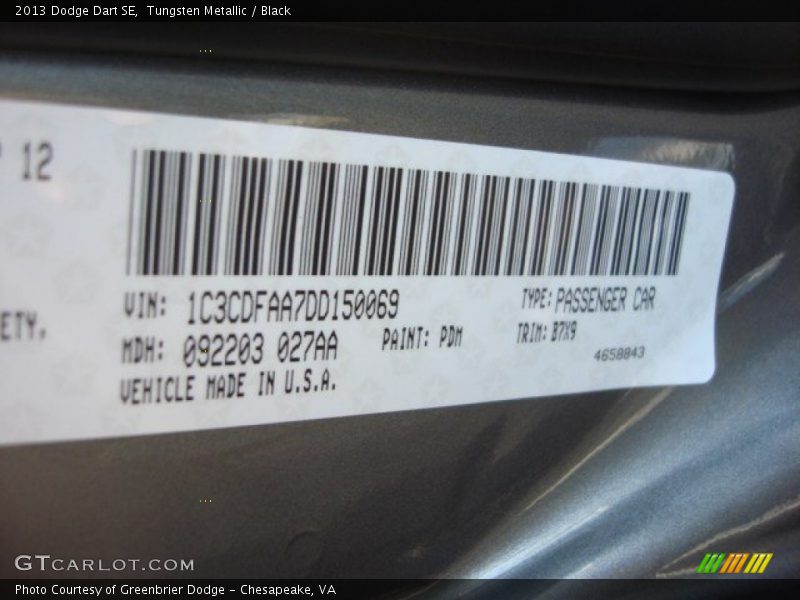 2013 Dodge Dart SE, Tungsten Metallic / Black
12
VIN: 1C3CDFAA7DD150069
TYPE: PASSENGER CAR
ETY.
MDH: 092203 027AA
PAINT: PDM
TRIM: B7X9
VEHICLE MADE IN U.S.A.
4658843
GTCARLOT.COM
Photo Courtesy of Greenbrier Dodge - Chesapeake, VA